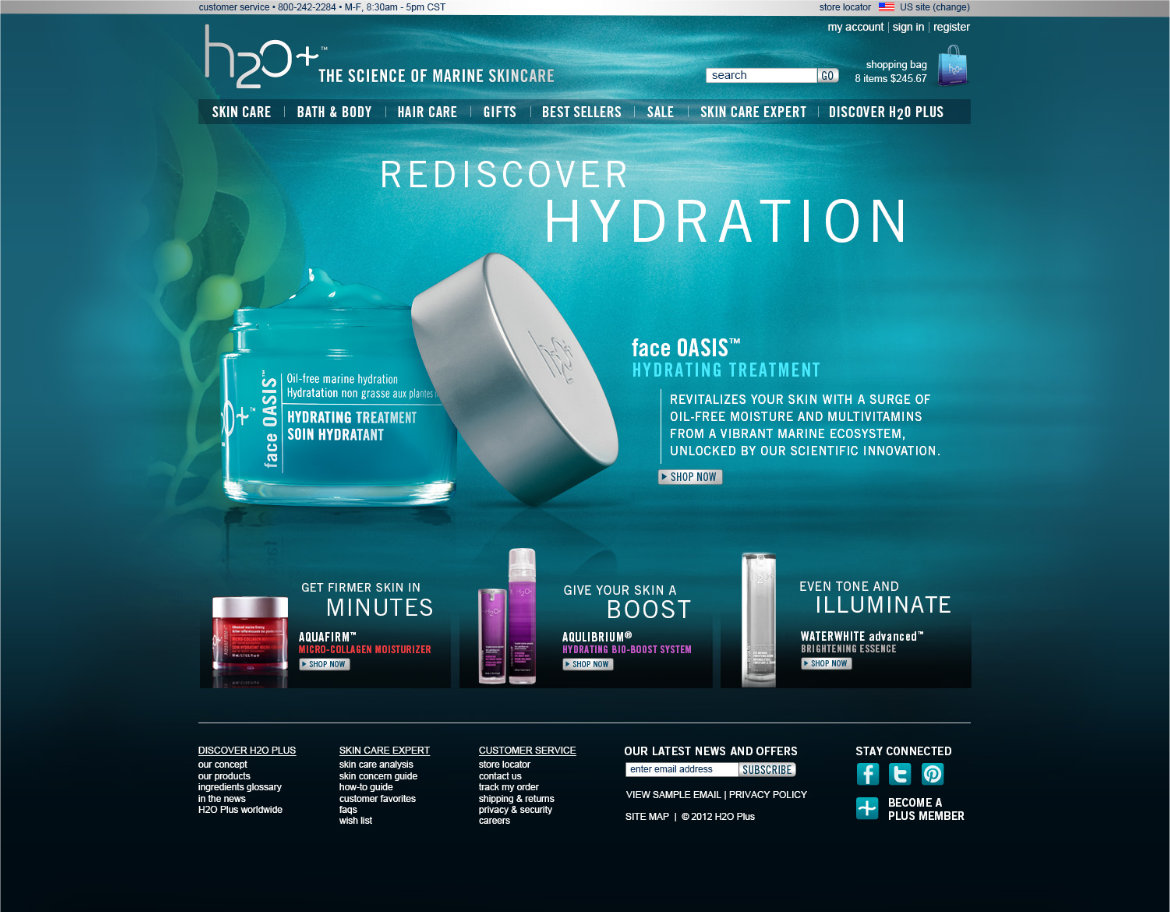 customer service • 800-242-2284 • M-F, 8:30am - 5pm CST
store locator US site (change)
my account | sign in | register
h2o+™
THE SCIENCE OF MARINE SKINCARE
search GO
shopping bag
8 items $245.67
SKIN CARE | BATH & BODY | HAIR CARE | GIFTS | BEST SELLERS | SALE | SKIN CARE EXPERT | DISCOVER H2O PLUS
REDISCOVER
HYDRATION
h2o+
face OASIS™
Oil-free marine hydration
Hydratation non grasse aux plantes
HYDRATING TREATMENT
SOIN HYDRATANT
face OASIS™
HYDRATING TREATMENT
REVITALIZES YOUR SKIN WITH A SURGE OF
OIL-FREE MOISTURE AND MULTIVITAMINS
FROM A VIBRANT MARINE ECOSYSTEM,
UNLOCKED BY OUR SCIENTIFIC INNOVATION.
SHOP NOW
GET FIRMER SKIN IN
MINUTES
AQUAFIRM™
MICRO-COLLAGEN MOISTURIZER
SHOP NOW
GIVE YOUR SKIN A
BOOST
AQULIBRIUM®
HYDRATING BIO-BOOST SYSTEM
SHOP NOW
EVEN TONE AND
ILLUMINATE
WATERWHITE advanced™
BRIGHTENING ESSENCE
SHOP NOW
DISCOVER H2O PLUS
our concept
our products
ingredients glossary
in the news
H2O Plus worldwide
SKIN CARE EXPERT
skin care analysis
skin concern guide
how-to guide
customer favorites
faqs
wish list
CUSTOMER SERVICE
store locator
contact us
track my order
shipping & returns
privacy & security
careers
OUR LATEST NEWS AND OFFERS
enter email address SUBSCRIBE
VIEW SAMPLE EMAIL | PRIVACY POLICY
SITE MAP | © 2012 H2O Plus
STAY CONNECTED
BECOME A
PLUS MEMBER